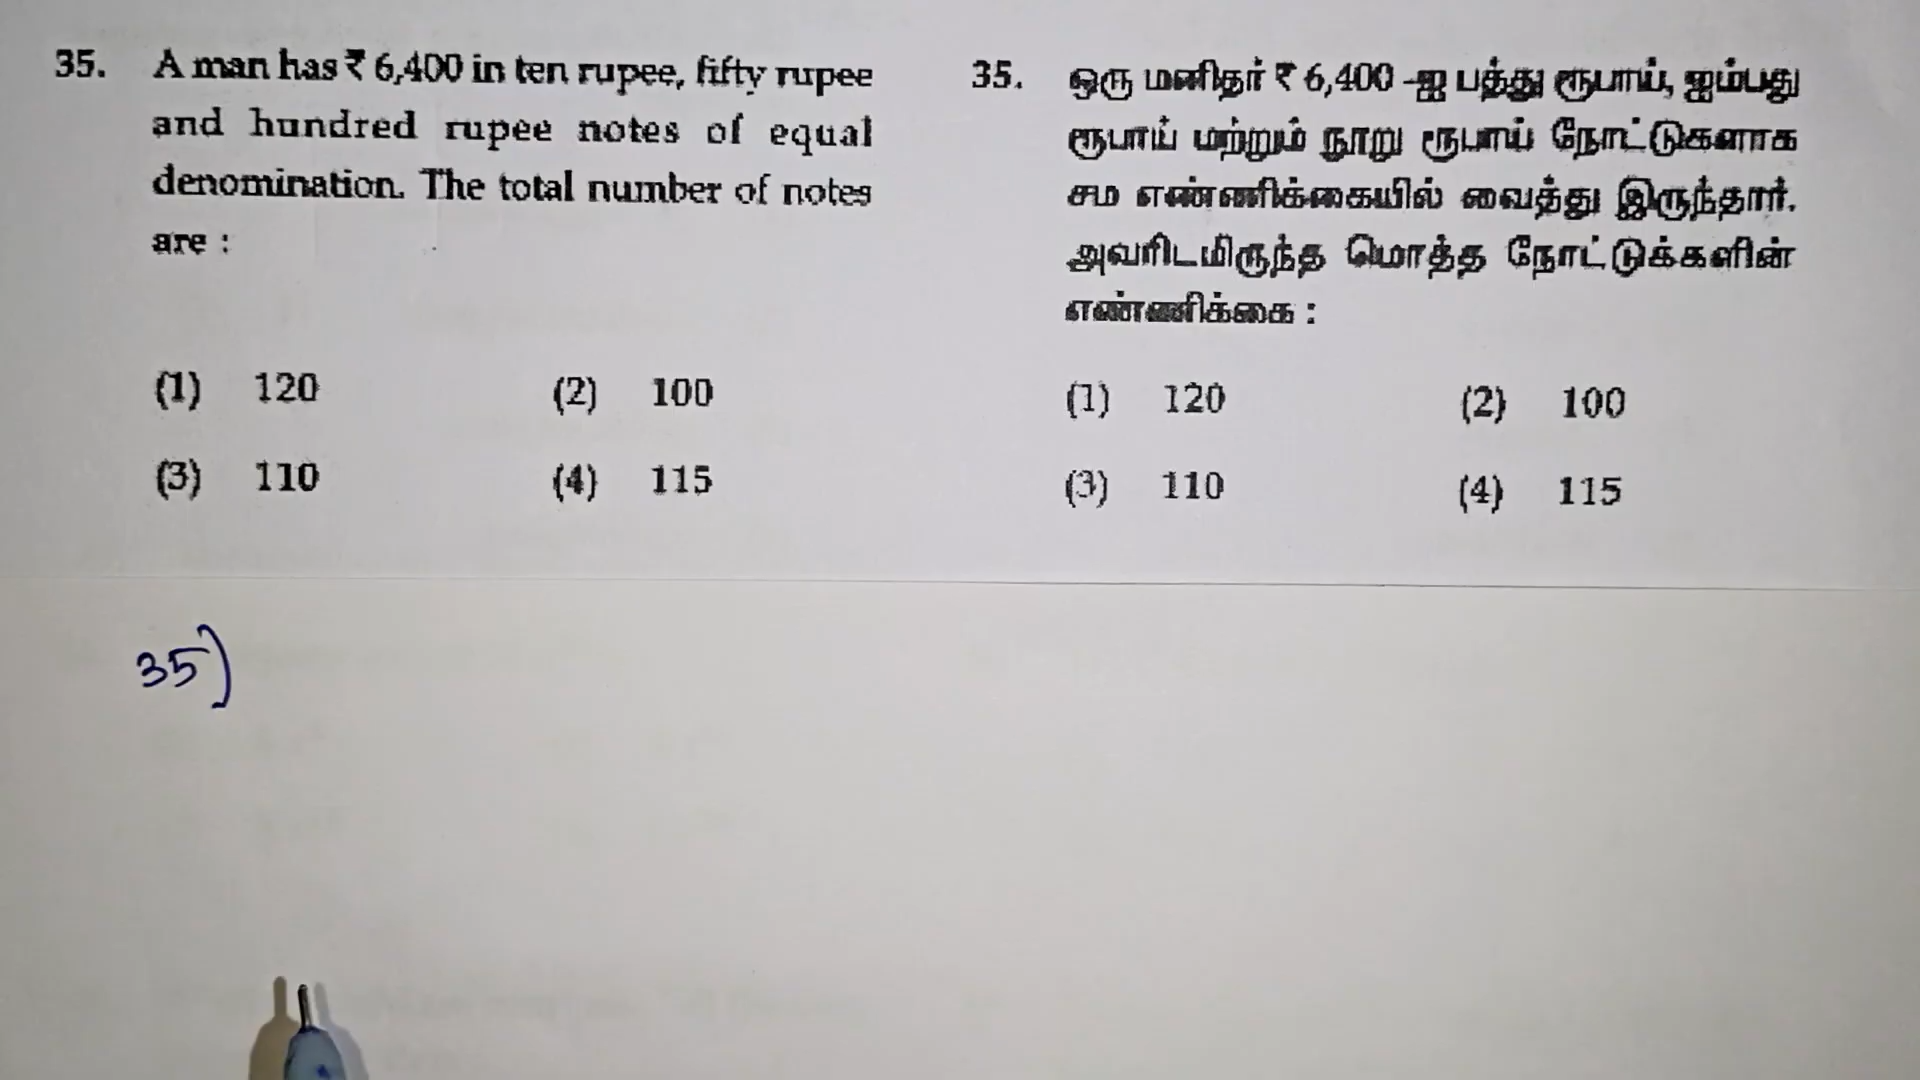 35. A man has ₹ 6,400 in ten rupee, fifty rupee
and hundred rupee notes of equal
denomination. The total number of notes
are :
(1) 120 (2) 100
(3) 110 (4) 115
35. ஒரு மனிதர் ₹ 6,400 -ஐ பத்து ரூபாய், ஐம்பது
ரூபாய் மற்றும் நூறு ரூபாய் நோட்டுகளாக
சம எண்ணிக்கையில் வைத்து இருந்தார்.
அவரிடமிருந்த மொத்த நோட்டுக்களின்
எண்ணிக்கை :
(1) 120 (2) 100
(3) 110 (4) 115
35)